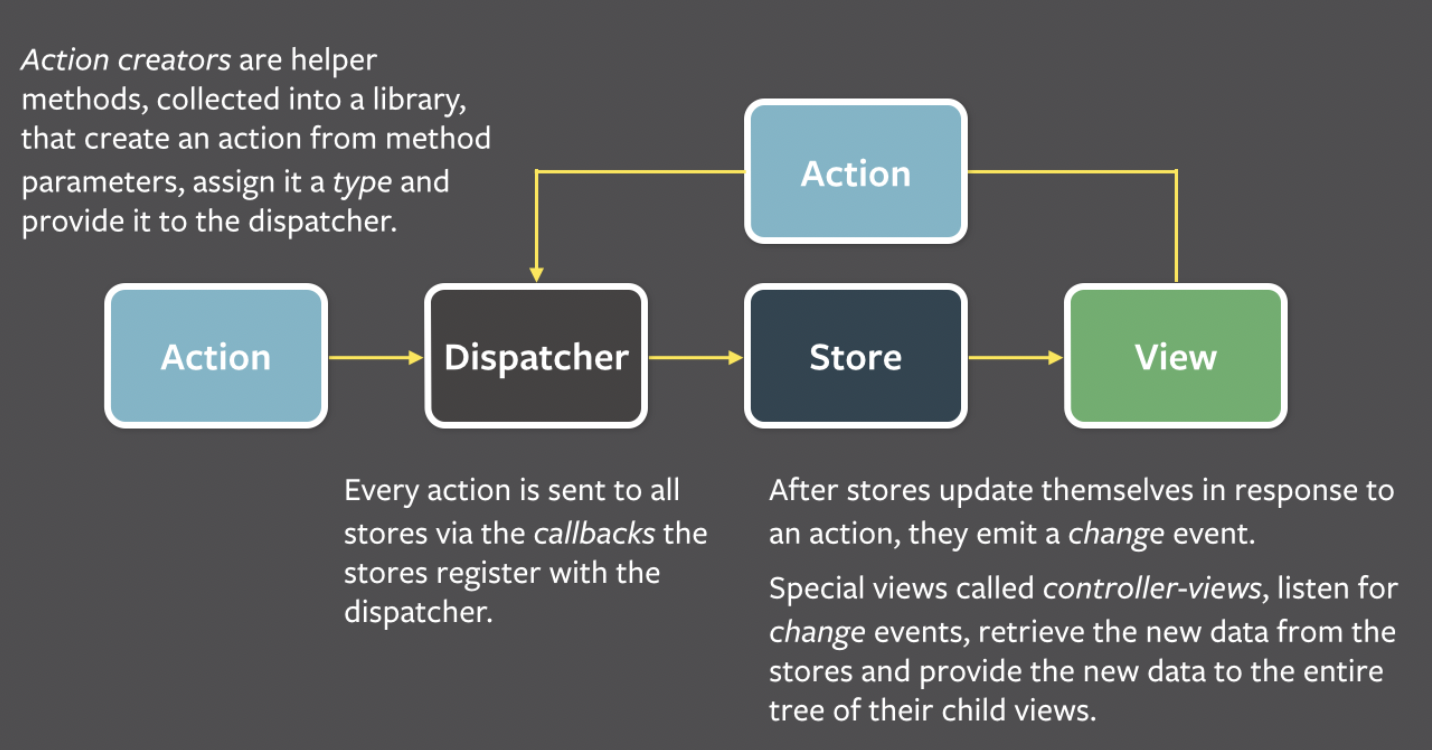 Action creators are helper
methods, collected into a library,
that create an action from method
parameters, assign it a type and
provide it to the dispatcher.
Action
Action
Dispatcher
Store
View
Every action is sent to all
stores via the callbacks the
stores register with the
dispatcher.
After stores update themselves in response to
an action, they emit a change event.
Special views called controller-views, listen for
change events, retrieve the new data from the
stores and provide the new data to the entire
tree of their child views.